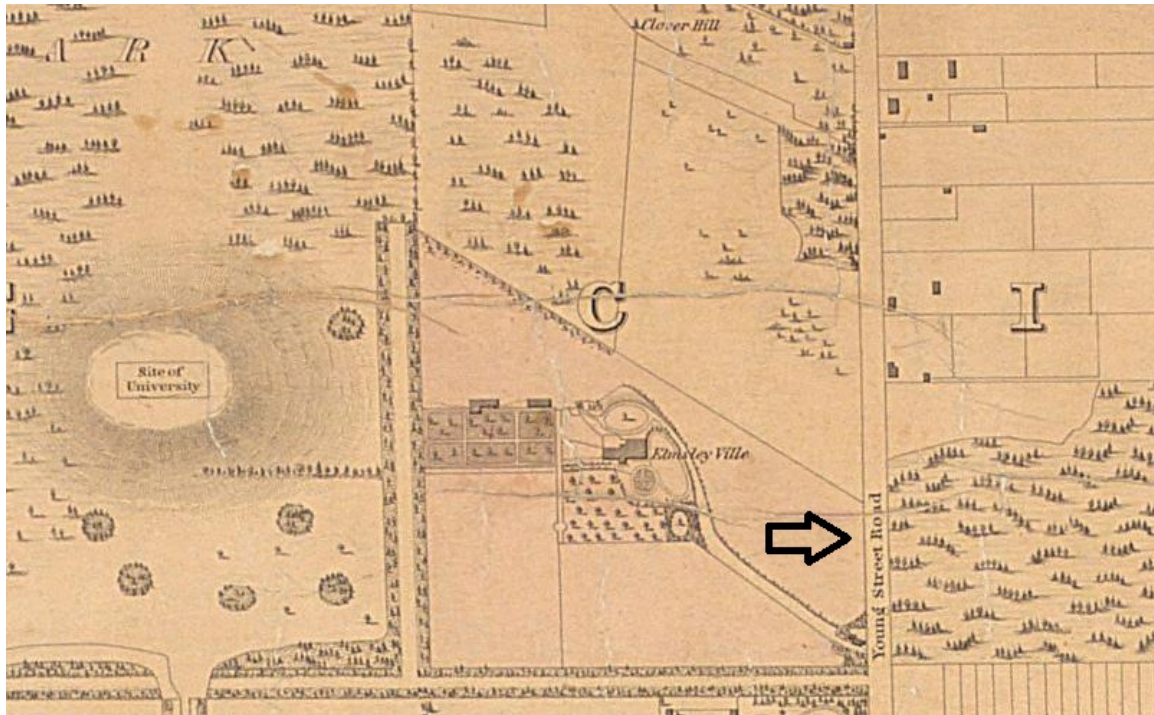 Clover Hill
A R K
C
I
Site of
University
Elmsley Ville
Young Street Road